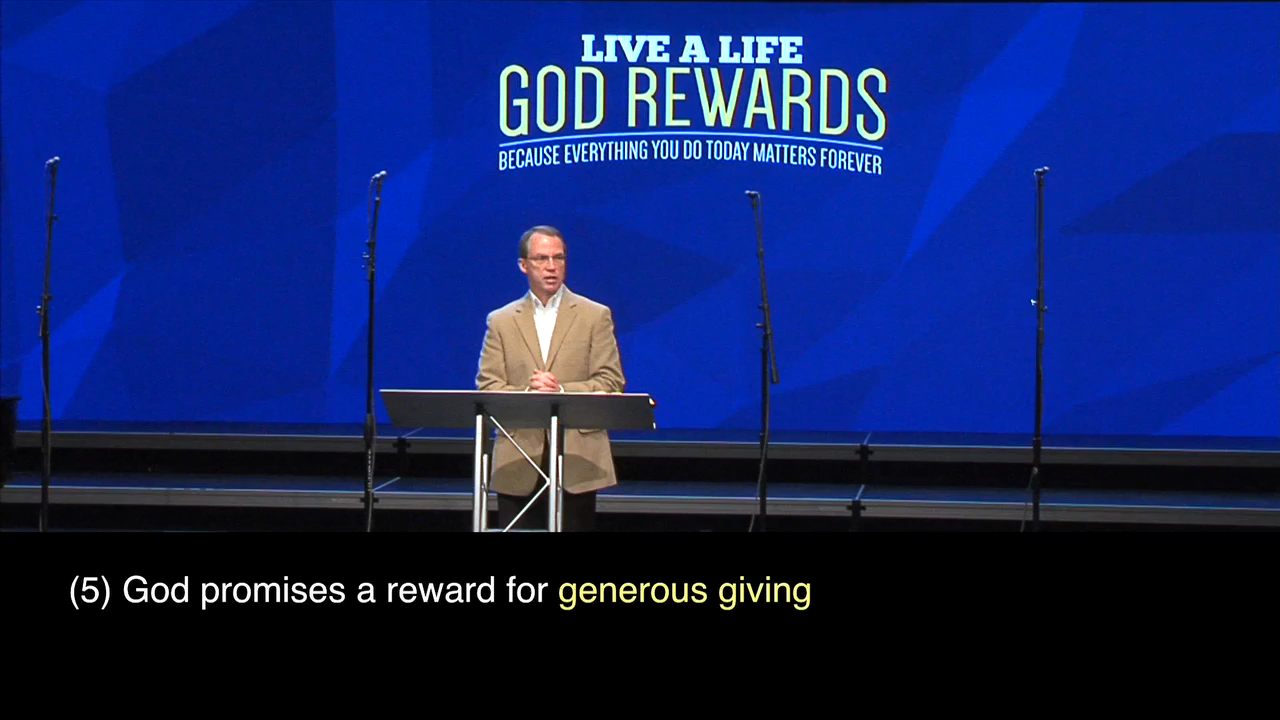 LIVE A LIFE
GOD REWARDS
BECAUSE EVERYTHING YOU DO TODAY MATTERS FOREVER
(5) God promises a reward for generous giving